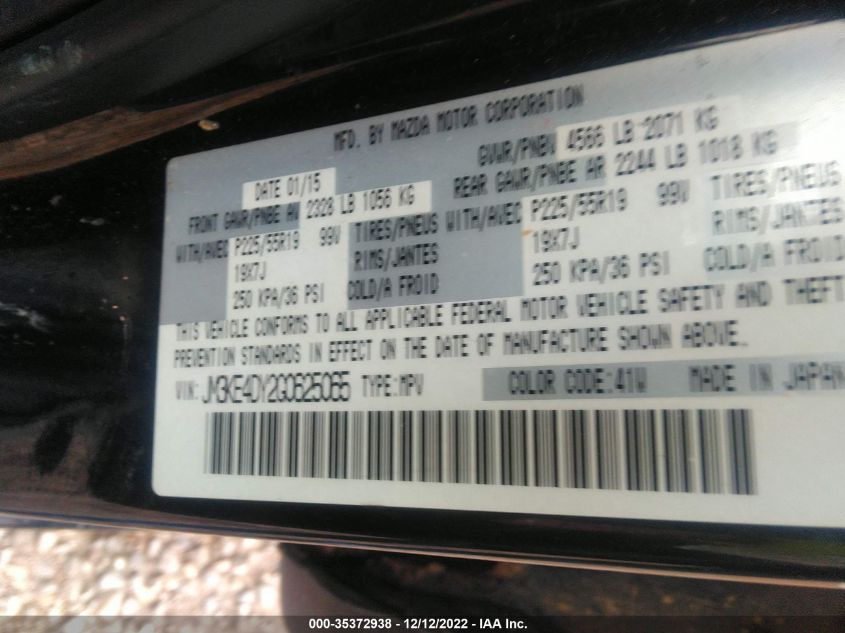 MFD. BY MAZDA MOTOR CORPORATION
DATE 01/15 GVWR/PNBV 4566 LB 2071 KG
FRONT GAWR/PNBE AV 2328 LB 1056 KG REAR GAWR/PNBE AR 2244 LB 1018 KG
WITH/AVEC P225/55R19 99V TIRES/PNEUS WITH/AVEC P225/55R19 99V TIRES/PNEUS
19X7J RIMS/JANTES 19X7J RIMS/JANTES
250 KPA/36 PSI COLD/A FROID 250 KPA/36 PSI COLD/A FROID
THIS VEHICLE CONFORMS TO ALL APPLICABLE FEDERAL MOTOR VEHICLE SAFETY AND THEFT
PREVENTION STANDARDS IN EFFECT ON THE DATE OF MANUFACTURE SHOWN ABOVE.
VIN: JM3KE4DY2G0625065 TYPE:MPV COLOR CODE:41W MADE IN JAPAN
000-35372938 - 12/12/2022 - IAA Inc.